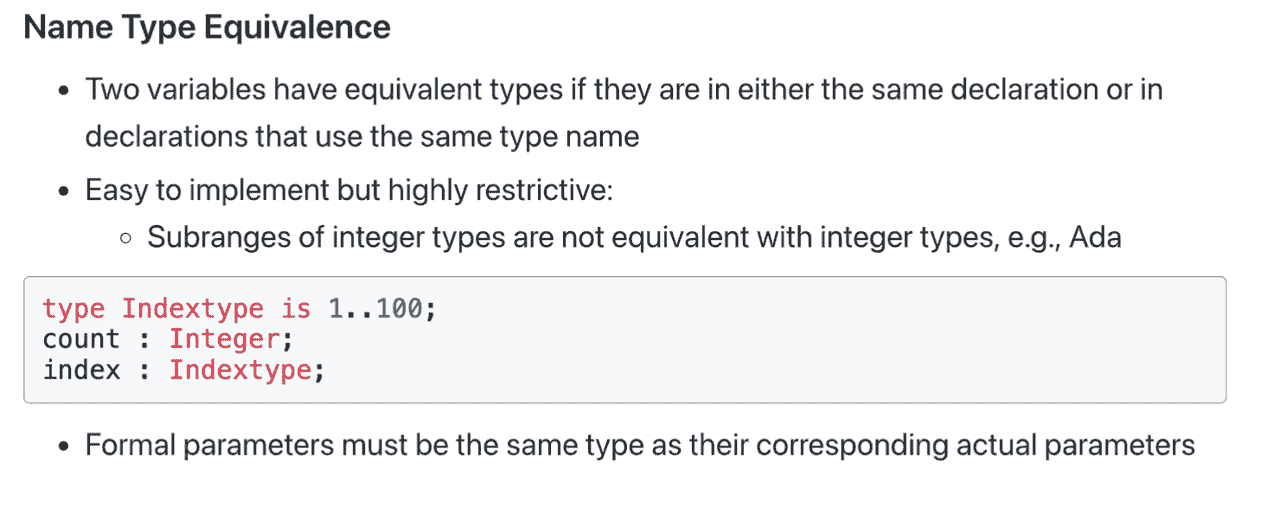 Name Type Equivalence
• Two variables have equivalent types if they are in either the same declaration or in
declarations that use the same type name
• Easy to implement but highly restrictive:
○ Subranges of integer types are not equivalent with integer types, e.g., Ada
type Indextype is 1..100;
count : Integer;
index : Indextype;
• Formal parameters must be the same type as their corresponding actual parameters